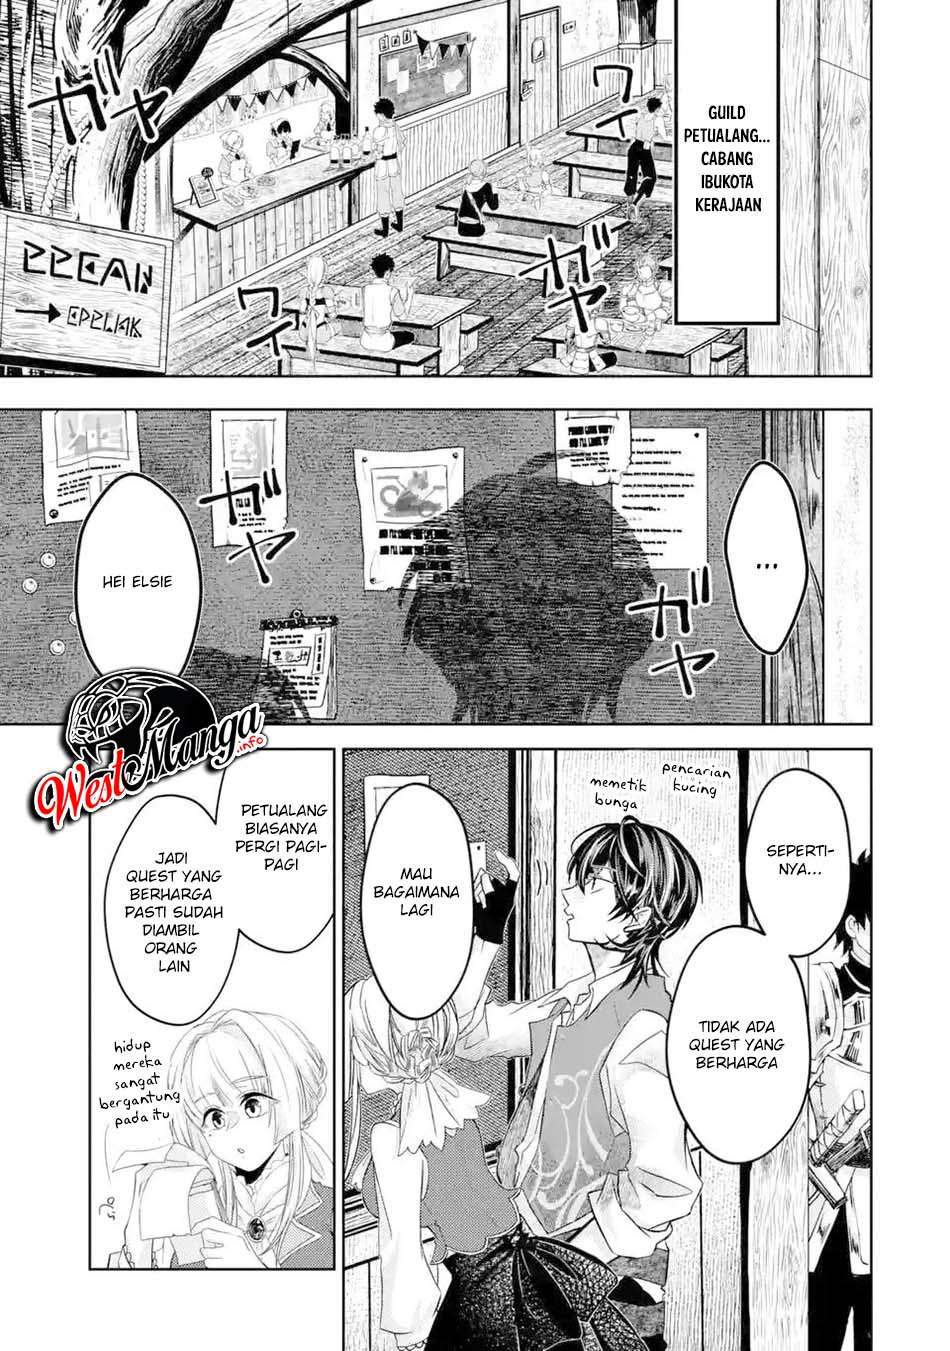 GUILD
PETUALANG...
CABANG
IBUKOTA
KERAJAAN
ガヤ
ワイ
ワイ
ガヤ
...
ガヤ
ガヤ
HEI ELSIE
WestManga
.info
SEPERTI-
NYA...
TIDAK ADA
QUEST YANG
BERHARGA
pencarian
kucing
memetik
bunga
MAU
BAGAIMANA
LAGI
PETUALANG
BIASANYA
PERGI PAGI-
PAGI
JADI
QUEST YANG
BERHARGA
PASTI SUDAH
DIAMBIL
ORANG
LAIN
hidup
mereka
sangat
bergantung
pada itu